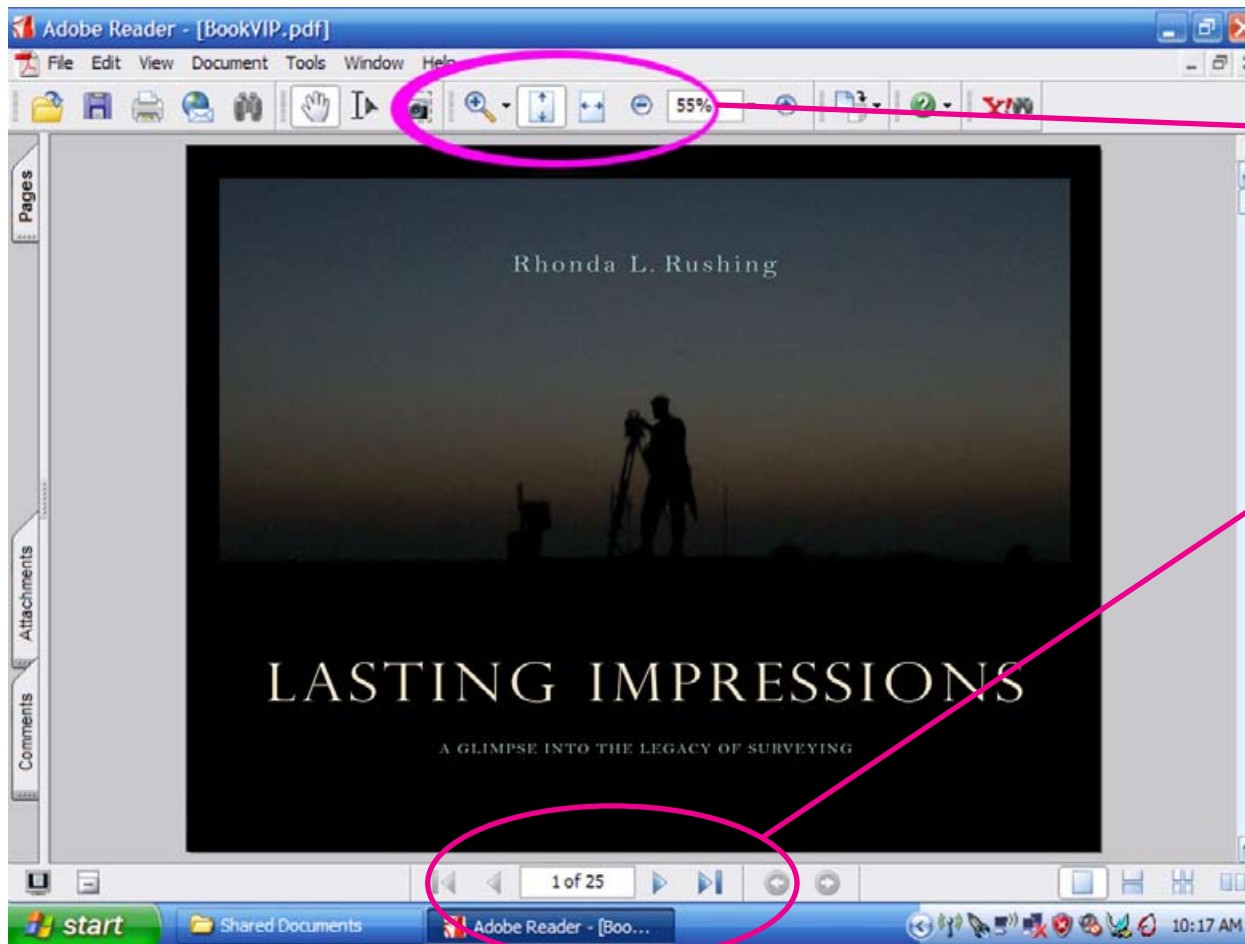 Adobe Reader - [BookVIP.pdf]
File Edit View Document Tools Window Help
55%
Y!
Pages
Rhonda L. Rushing
Attachments
LASTING IMPRESSIONS
Comments
A GLIMPSE INTO THE LEGACY OF SURVEYING
1 of 25
start Shared Documents Adobe Reader - [Boo... 10:17 AM